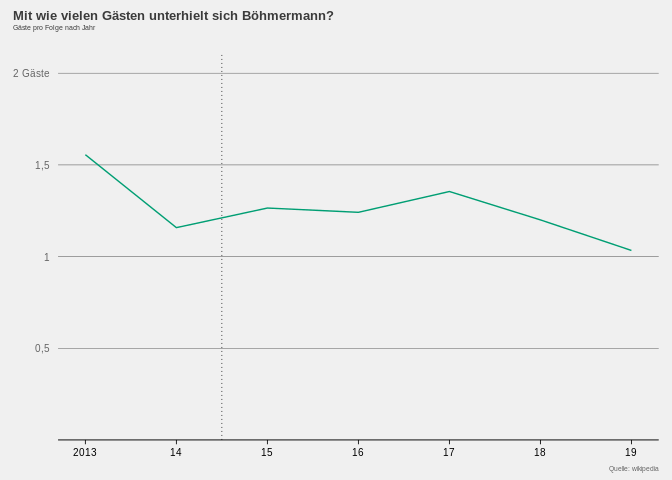 Mit wie vielen Gästen unterhielt sich Böhmermann?
Gäste pro Folge nach Jahr
2 Gäste
1,5
1
0,5
2013 14 15 16 17 18 19
Quelle: wikipedia